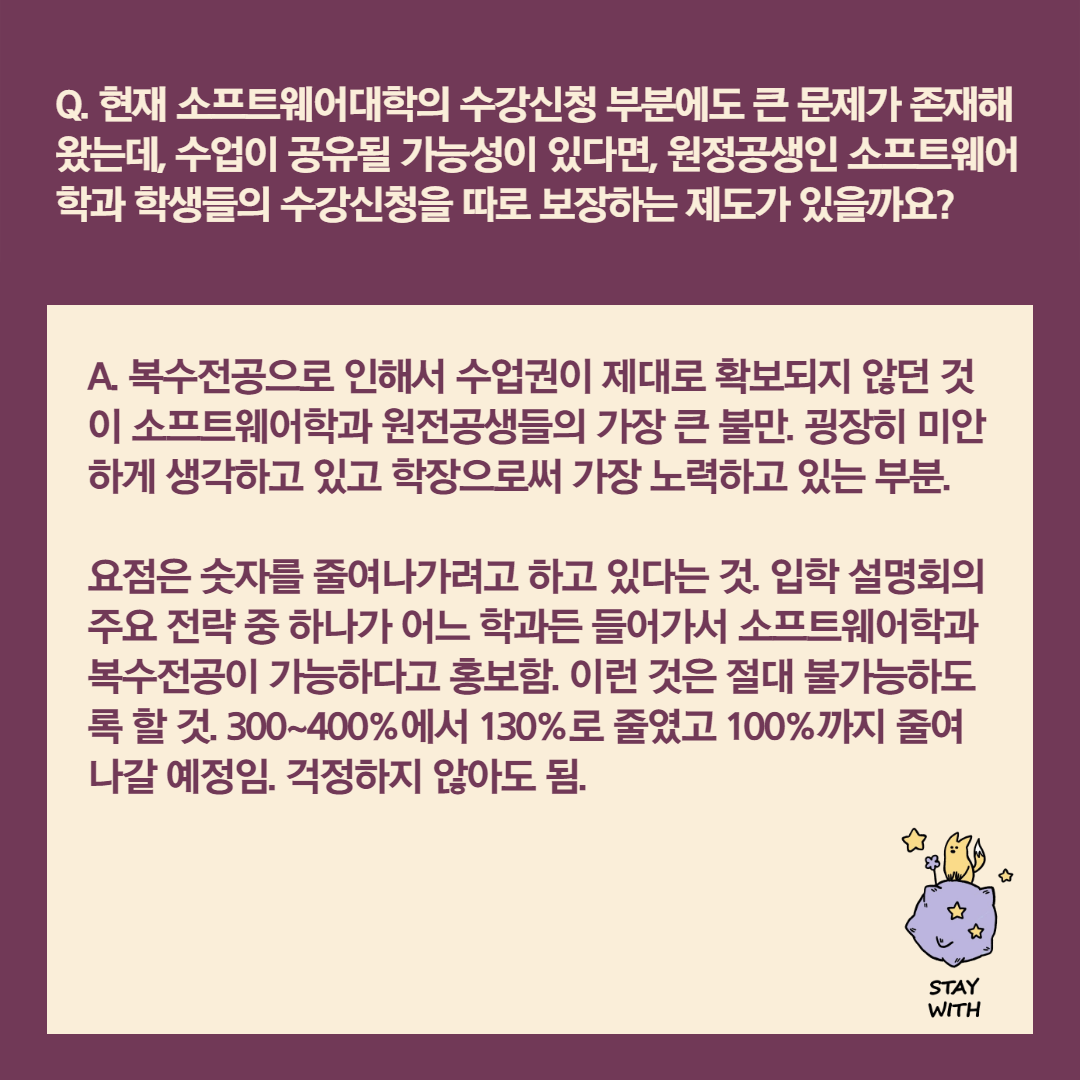 Q. 현재 소프트웨어대학의 수강신청 부분에도 큰 문제가 존재해
왔는데, 수업이 공유될 가능성이 있다면, 원정공생인 소프트웨어
학과 학생들의 수강신청을 따로 보장하는 제도가 있을까요?
A. 복수전공으로 인해서 수업권이 제대로 확보되지 않던 것
이 소프트웨어학과 원전공생들의 가장 큰 불만. 굉장히 미안
하게 생각하고 있고 학장으로써 가장 노력하고 있는 부분.
요점은 숫자를 줄여나가려고 하고 있다는 것. 입학 설명회의
주요 전략 중 하나가 어느 학과든 들어가서 소프트웨어학과
복수전공이 가능하다고 홍보함. 이런 것은 절대 불가능하도
록 할 것. 300~400%에서 130%로 줄였고 100%까지 줄여
나갈 예정임. 걱정하지 않아도 됨.
STAY
WITH